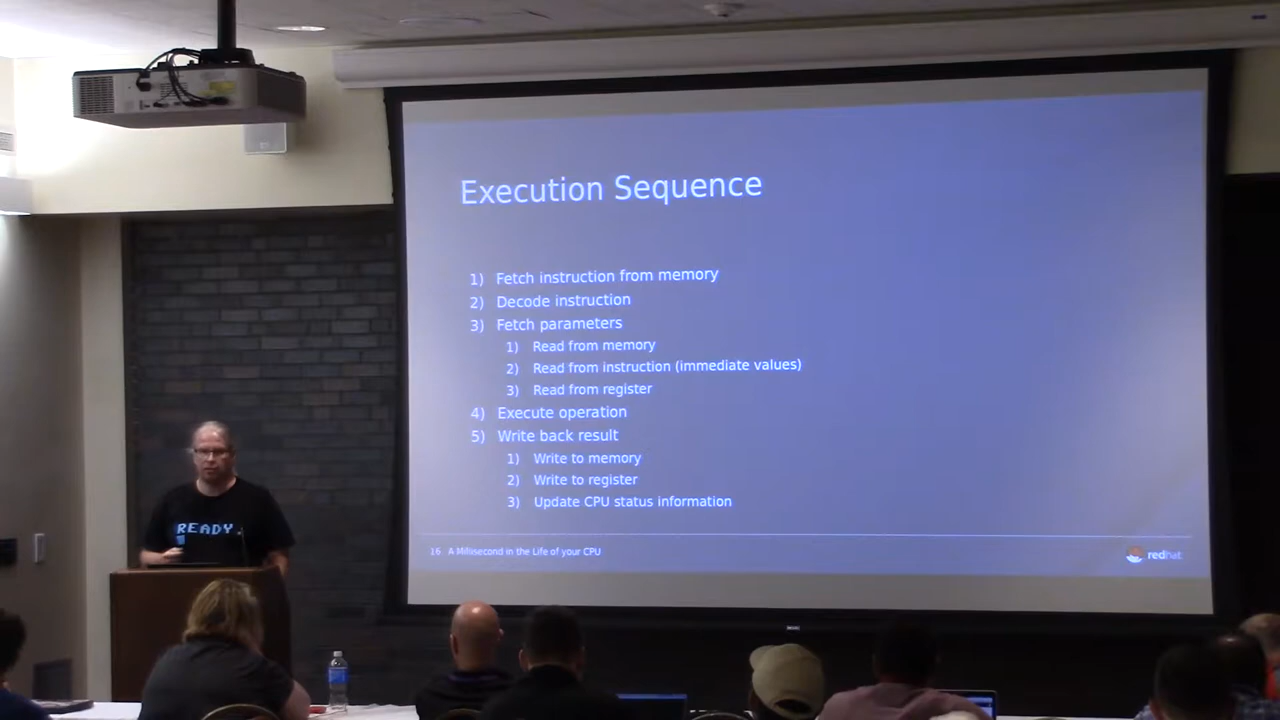 Execution Sequence
1) Fetch instruction from memory
2) Decode instruction
3) Fetch parameters
1) Read from memory
2) Read from instruction (immediate values)
3) Read from register
4) Execute operation
5) Write back result
1) Write to memory
2) Write to register
3) Update CPU status information
16 A Millisecond in the Life of your CPU
redhat
READY.